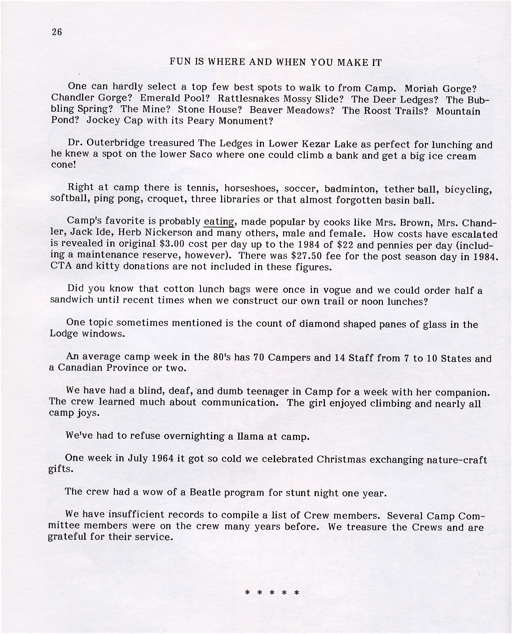 26
FUN IS WHERE AND WHEN YOU MAKE IT
One can hardly select a top few best spots to walk to from Camp. Moriah Gorge?
Chandler Gorge? Emerald Pool? Rattlesnakes Mossy Slide? The Deer Ledges? The Bub-
bling Spring? The Mine? Stone House? Beaver Meadows? The Roost Trails? Mountain
Pond? Jockey Cap with its Peary Monument?
Dr. Outerbridge treasured The Ledges in Lower Kezar Lake as perfect for lunching and
he knew a spot on the lower Saco where one could climb a bank and get a big ice cream
cone!
Right at camp there is tennis, horseshoes, soccer, badminton, tether ball, bicycling,
softball, ping pong, croquet, three libraries or that almost forgotten basin ball.
Camp's favorite is probably eating, made popular by cooks like Mrs. Brown, Mrs. Chand-
ler, Jack Ide, Herb Nickerson and many others, male and female. How costs have escalated
is revealed in original $3.00 cost per day up to the 1984 of $22 and pennies per day (includ-
ing a maintenance reserve, however). There was $27.50 fee for the post season day in 1984.
CTA and kitty donations are not included in these figures.
Did you know that cotton lunch bags were once in vogue and we could order half a
sandwich until recent times when we construct our own trail or noon lunches?
One topic sometimes mentioned is the count of diamond shaped panes of glass in the
Lodge windows.
An average camp week in the 80's has 70 Campers and 14 Staff from 7 to 10 States and
a Canadian Province or two.
We have had a blind, deaf, and dumb teenager in Camp for a week with her companion.
The crew learned much about communication. The girl enjoyed climbing and nearly all
camp joys.
We've had to refuse overnighting a llama at camp.
One week in July 1964 it got so cold we celebrated Christmas exchanging nature-craft
gifts.
The crew had a wow of a Beatle program for stunt night one year.
We have insufficient records to compile a list of Crew members. Several Camp Com-
mittee members were on the crew many years before. We treasure the Crews and are
grateful for their service.
* * * * *